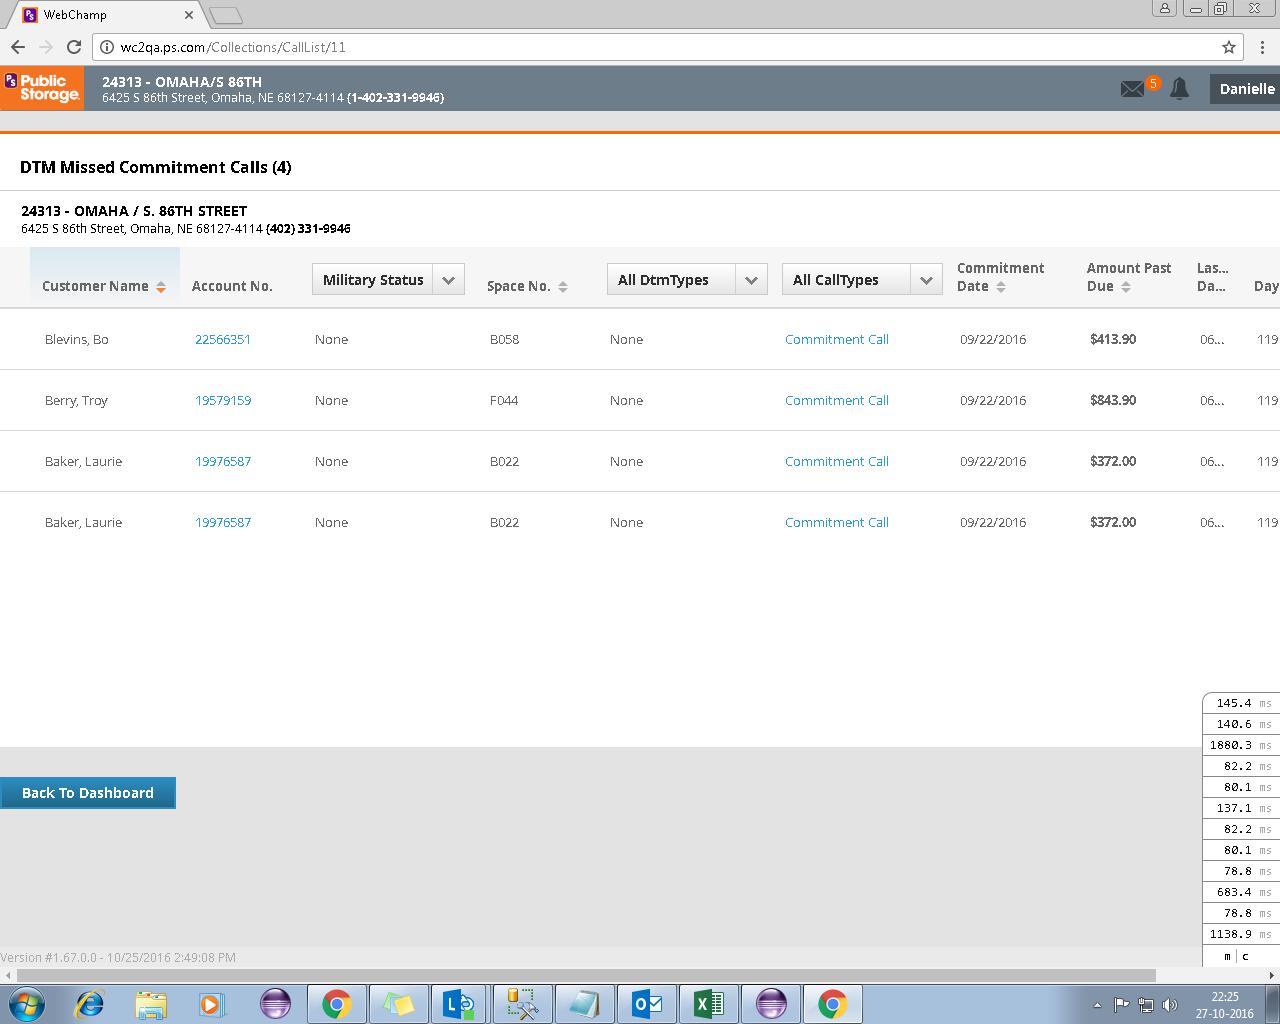 WebChamp
wc2qa.ps.com/Collections/CallList/11
PS Public Storage.
24313 - OMAHA/S 86TH
6425 S 86th Street, Omaha, NE 68127-4114 (1-402-331-9946)
5
Danielle
DTM Missed Commitment Calls (4)
24313 - OMAHA / S. 86TH STREET
6425 S 86th Street, Omaha, NE 68127-4114 (402) 331-9946
Customer Name Account No. Military Status Space No. All DtmTypes All CallTypes Commitment Date Amount Past Due Las... Da... Day
Blevins, Bo 22566351 None B058 None Commitment Call 09/22/2016 $413.90 06... 119
Berry, Troy 19579159 None F044 None Commitment Call 09/22/2016 $843.90 06... 119
Baker, Laurie 19976587 None B022 None Commitment Call 09/22/2016 $372.00 06... 119
Baker, Laurie 19976587 None B022 None Commitment Call 09/22/2016 $372.00 06... 119
145.4 ms
140.6 ms
1880.3 ms
82.2 ms
80.1 ms
137.1 ms
82.2 ms
80.1 ms
78.8 ms
683.4 ms
78.8 ms
1138.9 ms
m | c
Back To Dashboard
Version #1.67.0.0 - 10/25/2016 2:49:08 PM
22:25
27-10-2016